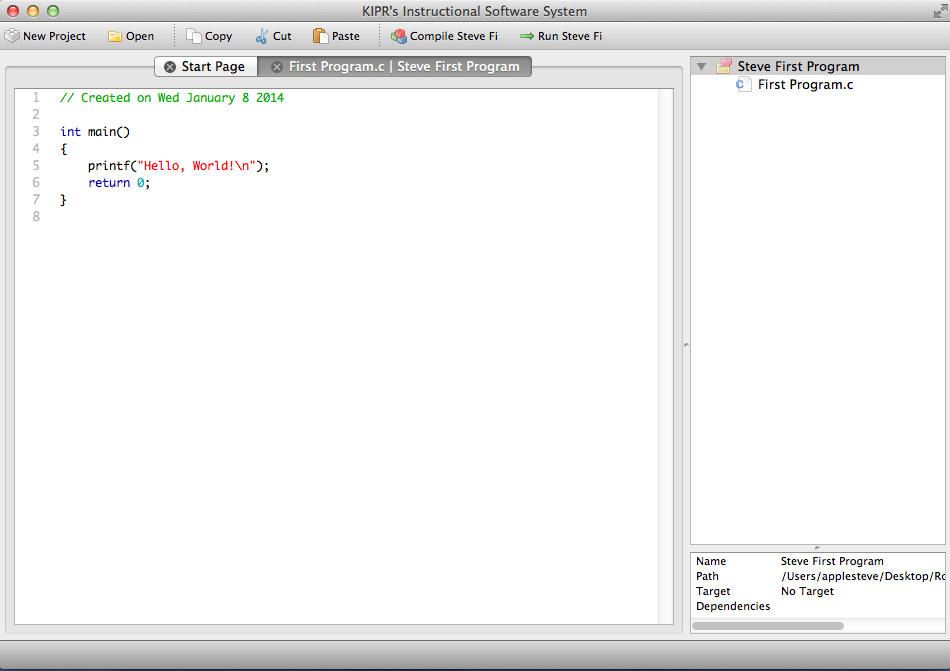 KIPR's Instructional Software System
New Project Open Copy Cut Paste Compile Steve Fi Run Steve Fi
Start Page First Program.c | Steve First Program
1 // Created on Wed January 8 2014
2
3 int main()
4 {
5 printf("Hello, World!\n");
6 return 0;
7 }
8
Steve First Program
First Program.c
Name Steve First Program
Path /Users/applesteve/Desktop/Ro
Target No Target
Dependencies